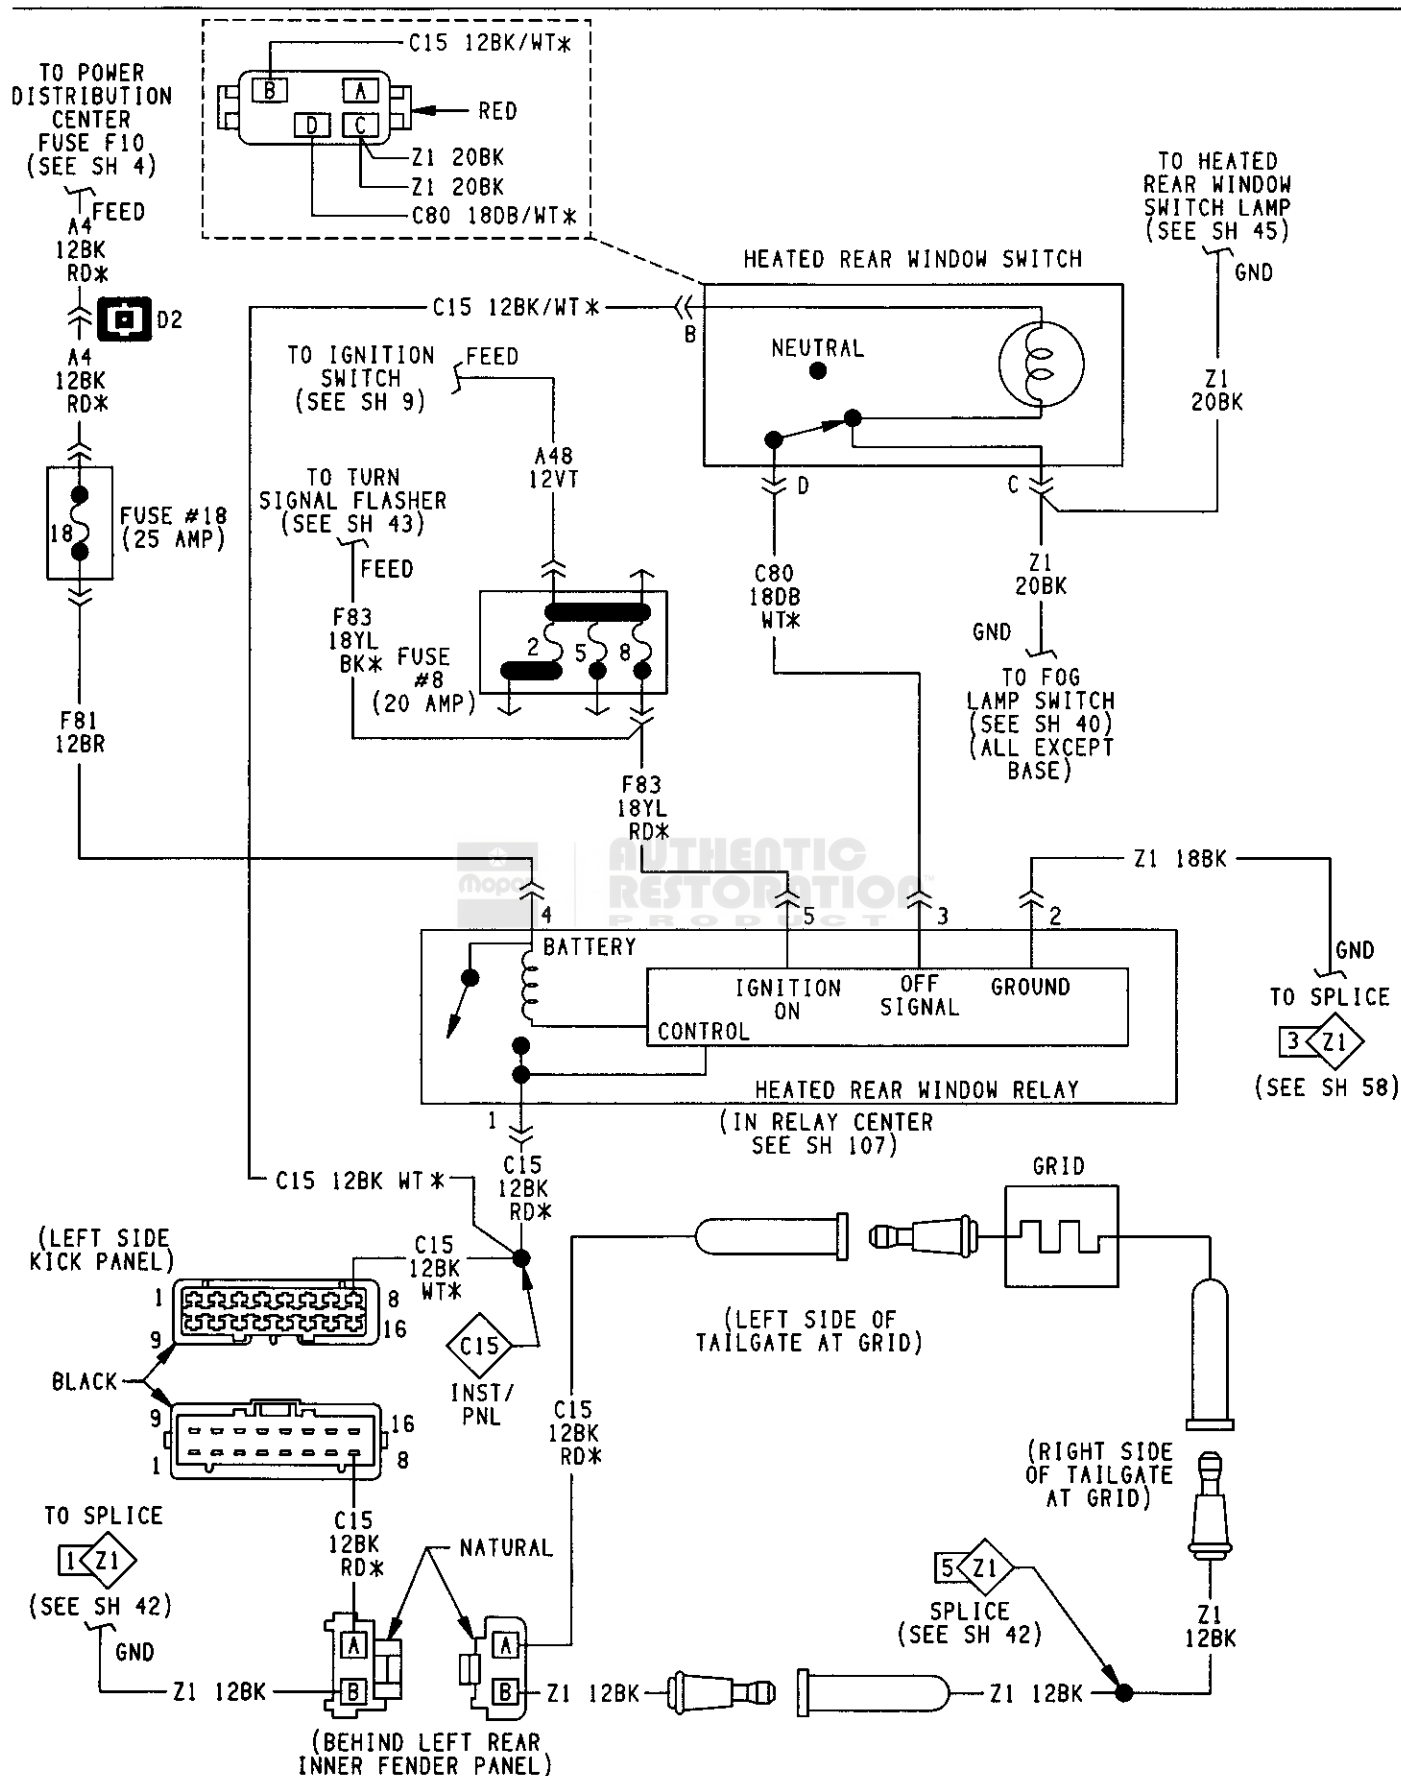 C15 12BK/WT*
B
A
D
C
RED
Z1 20BK
Z1 20BK
C80 18DB/WT*
TO POWER
DISTRIBUTION
CENTER
FUSE F10
(SEE SH 4)
FEED
A4
12BK
RD*
D2
A4
12BK
RD*
18
FUSE #18
(25 AMP)
F81
12BR
TO HEATED
REAR WINDOW
SWITCH LAMP
(SEE SH 45)
GND
Z1
20BK
HEATED REAR WINDOW SWITCH
C15 12BK/WT*
B
NEUTRAL
D
C
TO IGNITION
SWITCH
(SEE SH 9)
FEED
A48
12VT
TO TURN
SIGNAL FLASHER
(SEE SH 43)
FEED
F83
18YL
BK*
FUSE
#8
(20 AMP)
2
5
8
C80
18DB
WT*
Z1
20BK
GND
TO FOG
LAMP SWITCH
(SEE SH 40)
(ALL EXCEPT
BASE)
F83
18YL
RD*
Mopar
AUTHENTIC
RESTORATION™
PRODUCT
Z1 18BK
4
5
3
2
BATTERY
IGNITION
ON
OFF
SIGNAL
GROUND
CONTROL
HEATED REAR WINDOW RELAY
(IN RELAY CENTER
SEE SH 107)
GND
TO SPLICE
3 Z1
(SEE SH 58)
1
C15
12BK
RD*
C15 12BK WT*
C15
12BK
WT*
C15
INST/
PNL
(LEFT SIDE
KICK PANEL)
1
8
9
16
BLACK
9
16
1
8
C15
12BK
RD*
GRID
(LEFT SIDE OF
TAILGATE AT GRID)
C15
12BK
RD*
(RIGHT SIDE
OF TAILGATE
AT GRID)
TO SPLICE
1 Z1
(SEE SH 42)
GND
Z1 12BK
NATURAL
A
B
A
B
(BEHIND LEFT REAR
INNER FENDER PANEL)
Z1 12BK
5 Z1
SPLICE
(SEE SH 42)
Z1 12BK
Z1
12BK